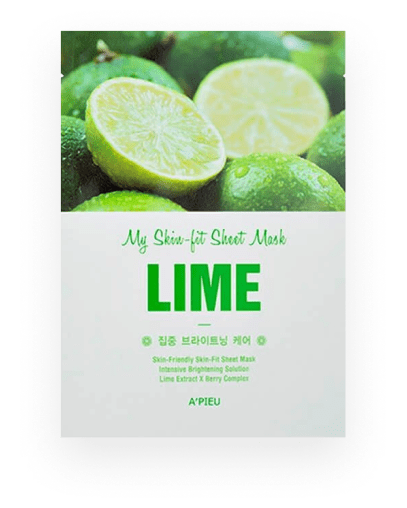 My Skin-fit Sheet Mask
LIME
집중 브라이트닝 케어
Skin-Friendly Skin-Fit Sheet Mask
Intensive Brightening Solution
Lime Extract X Berry Complex
A'PIEU